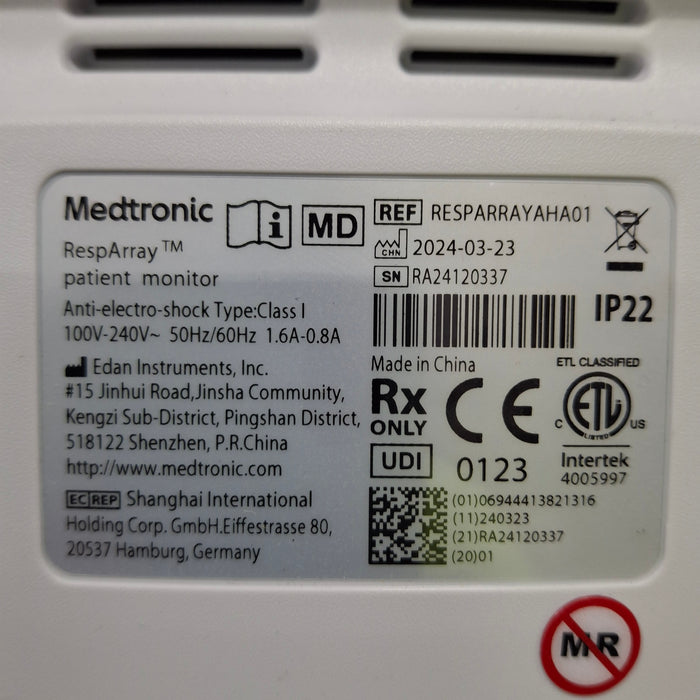 Medtronic
RespArray™
patient monitor
Anti-electro-shock Type:Class I
100V-240V~ 50Hz/60Hz 1.6A-0.8A
Edan Instruments, Inc.
#15 Jinhui Road,Jinsha Community,
Kengzi Sub-District, Pingshan District,
518122 Shenzhen, P.R.China
http://www.medtronic.com
EC REP Shanghai International
Holding Corp. GmbH.Eiffestrasse 80,
20537 Hamburg, Germany
i MD
REF RESPARRAYAHA01
CHN 2024-03-23
SN RA24120337
IP22
Made in China
Rx
ONLY
CE
0123
UDI
ETL CLASSIFIED
ETL
C LISTED US
Intertek
4005997
(01)06944413821316
(11)240323
(21)RA24120337
(20)01
MR